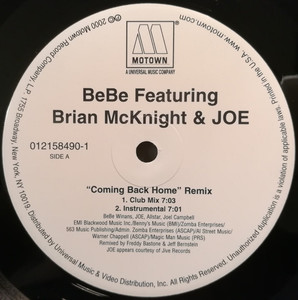 M
MOTOWN
A UNIVERSAL MUSIC COMPANY
BeBe Featuring
Brian McKnight & JOE
012158490-1
SIDE A
"Coming Back Home" Remix
1. Club Mix 7:03
2. Instrumental 7:01
BeBe Winans, JOE, Allstar, Joel Campbell
EMI Blackwood Music Inc./Benny's Music (BMI)/Zomba Enterprises/
563 Music Publishing/Admin. Zomba Enterprises (ASCAP)/Al Street Music/
Warner Chappell (ASCAP)/Magic Man Music (PRS)
Remixed by Freddy Bastone & Jeff Bernstein
JOE appears courtesy of Jive Records
℗ © 2000 Motown Record Company, L.P. 1755 Broadway, New York, NY 10019. Distributed by Universal Music & Video Distribution, Inc. All Rights Reserved. Unauthorized duplication is a violation of applicable laws. Printed in the U.S.A.